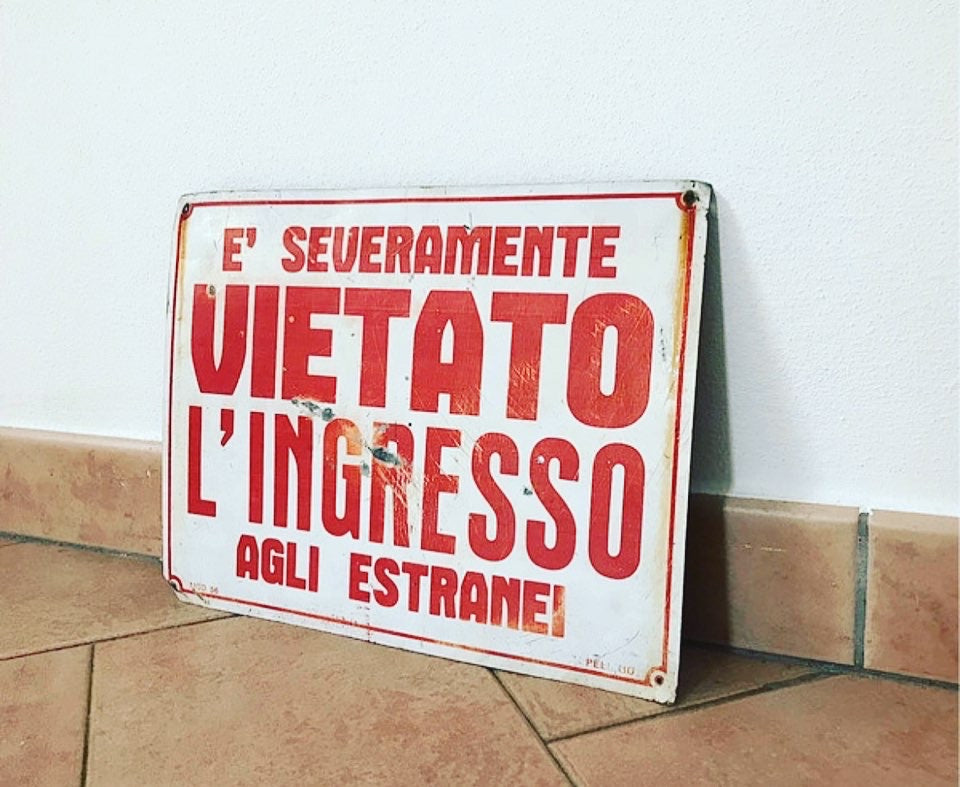 E' SEVERAMENTE
VIETATO
L'INGRESSO
AGLI ESTRANEI